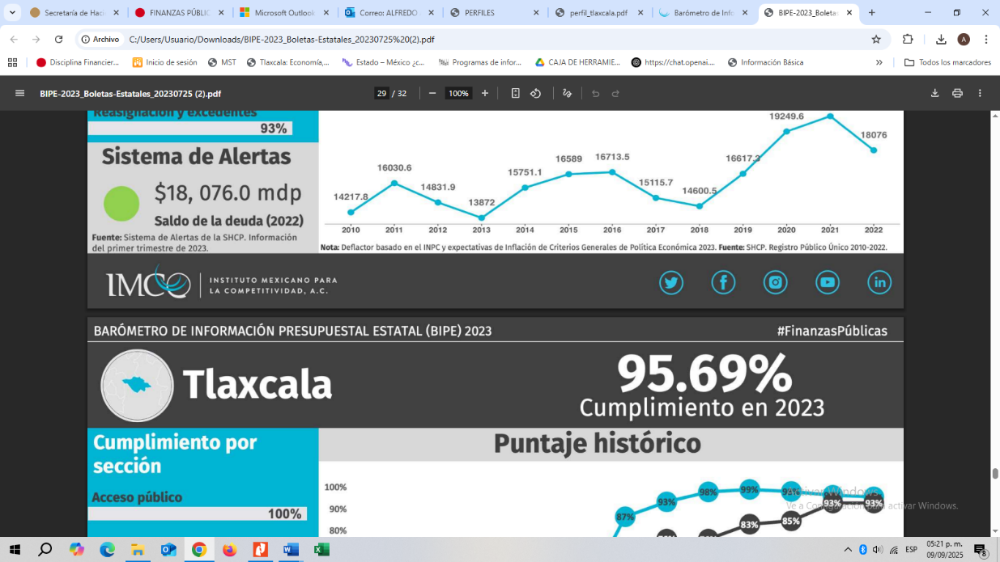 Secretaría de Haci
FINANZAS PÚBLIC
Microsoft Outlook
Correo: ALFREDO
PERFILES
perfil_tlaxcala.pdf
Barómetro de Info
BIPE-2023_Boletas
Archivo
C:/Users/Usuario/Downloads/BIPE-2023_Boletas-Estatales_20230725%20(2).pdf
A
Disciplina Financier...
Inicio de sesión
MST
Tlaxcala: Economía,...
Estado – México ¿c...
Programas de infor...
CAJA DE HERRAMIE...
https://chat.openai....
Información Básica
»
Todos los marcadores
BIPE-2023_Boletas-Estatales_20230725 (2).pdf
29 / 32
100%
Reasignación y excedentes
93%
Sistema de Alertas
$18, 076.0 mdp
Saldo de la deuda (2022)
Fuente: Sistema de Alertas de la SHCP. Información
del primer trimestre de 2023.
14217.8
16030.6
14831.9
13872
15751.1
16589
16713.5
15115.7
14600.5
16617.3
19249.6
18076
2010 2011 2012 2013 2014 2015 2016 2017 2018 2019 2020 2021 2022
Nota: Deflactor basado en el INPC y expectativas de Inflación de Criterios Generales de Política Económica 2023. Fuente: SHCP. Registro Público Único 2010-2022.
IMCO
INSTITUTO MEXICANO PARA
LA COMPETITIVIDAD, A.C.
BARÓMETRO DE INFORMACIÓN PRESUPUESTAL ESTATAL (BIPE) 2023
#FinanzasPúblicas
Tlaxcala
95.69%
Cumplimiento en 2023
Cumplimiento por
sección
Acceso público
100%
Puntaje histórico
100%
90%
80%
87%
93%
98%
99%
83%
85%
93%
93%
Activar Windows
Ve a Configuración para activar Windows.
ESP
05:21 p. m.
09/09/2025
8